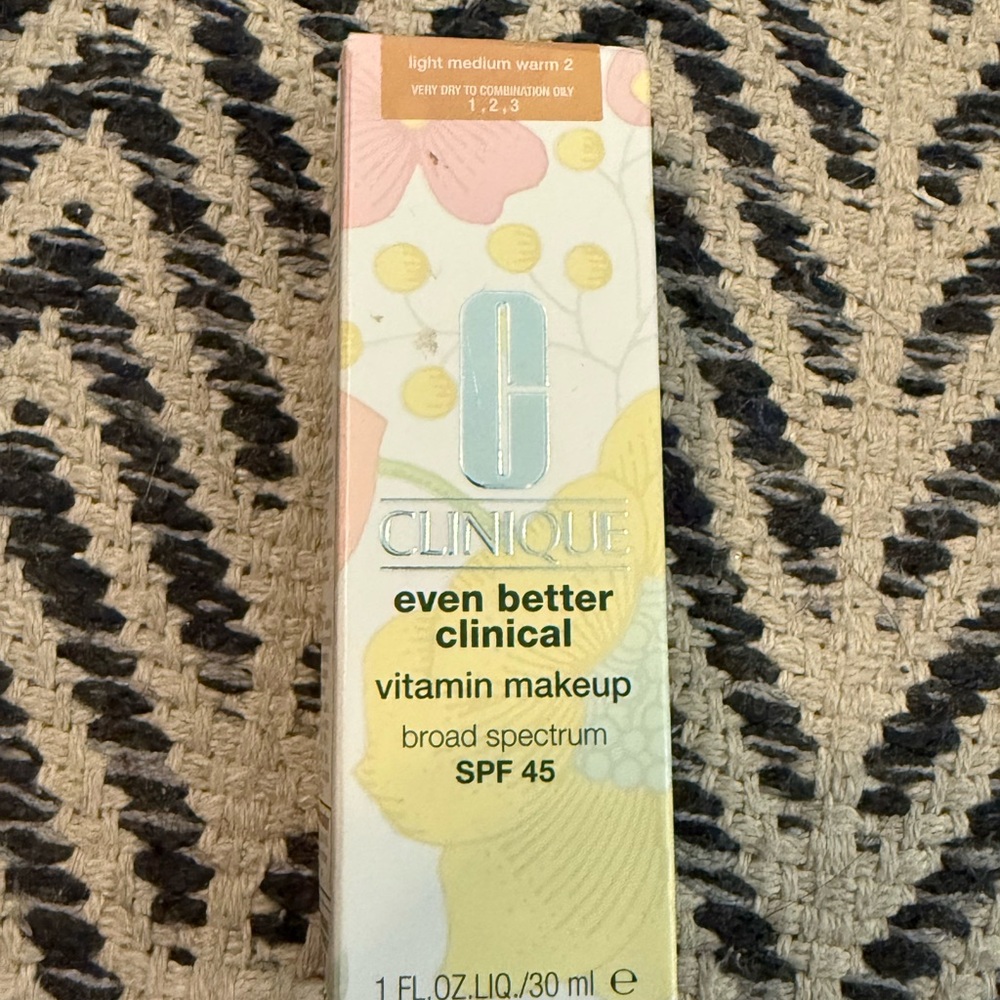 light medium warm 2
VERY DRY TO COMBINATION OILY
1 , 2 , 3
C
CLINIQUE
even better
clinical
vitamin makeup
broad spectrum
SPF 45
1 FL.OZ.LIQ./30 ml ℮